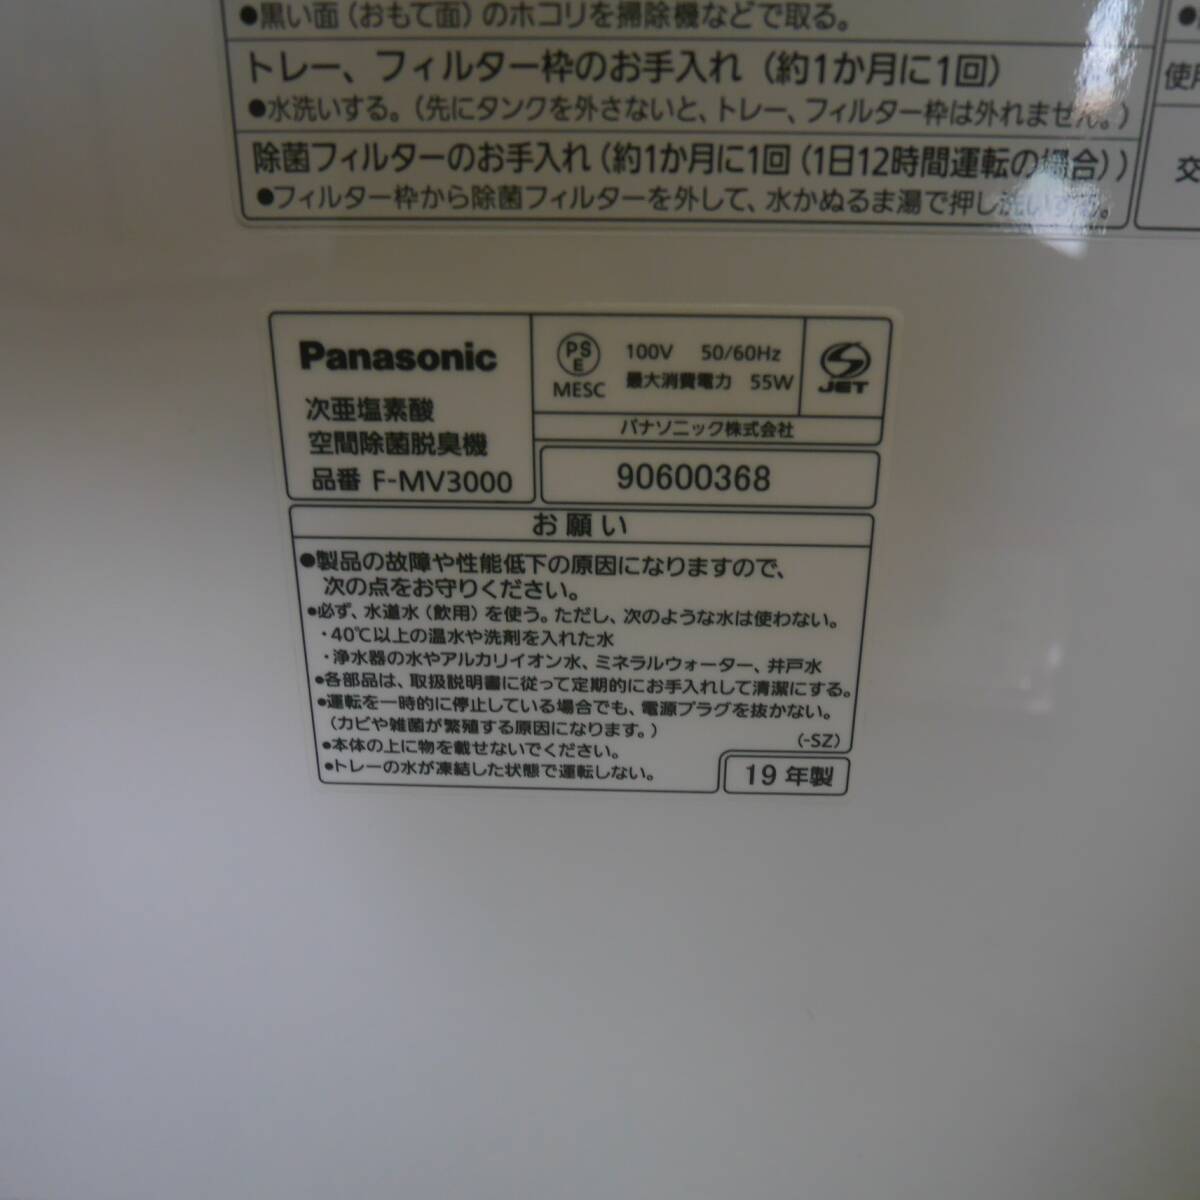 ●黒い面（おもて面）のホコリを掃除機などで取る。
トレー、フィルター枠のお手入れ（約1か月に1回）
●水洗いする。（先にタンクを外さないと、トレー、フィルター枠は外れません。）
除菌フィルターのお手入れ（約1か月に1回（1日12時間運転の場合））
●フィルター枠から除菌フィルターを外して、水かぬるま湯で押し洗いする。
使用
交
Panasonic
次亜塩素酸
空間除菌脱臭機
品番 F-MV3000
PS
E
MESC
100V 50/60Hz
最大消費電力 55W
JET
パナソニック株式会社
90600368
お願い
●製品の故障や性能低下の原因になりますので、
次の点をお守りください。
●必ず、水道水（飲用）を使う。ただし、次のような水は使わない。
・40℃以上の温水や洗剤を入れた水
・浄水器の水やアルカリイオン水、ミネラルウォーター、井戸水
●各部品は、取扱説明書に従って定期的にお手入れして清潔にする。
●運転を一時的に停止している場合でも、電源プラグを抜かない。
（カビや雑菌が繁殖する原因になります。）
(-SZ)
●本体の上に物を載せないでください。
●トレーの水が凍結した状態で運転しない。
19年製